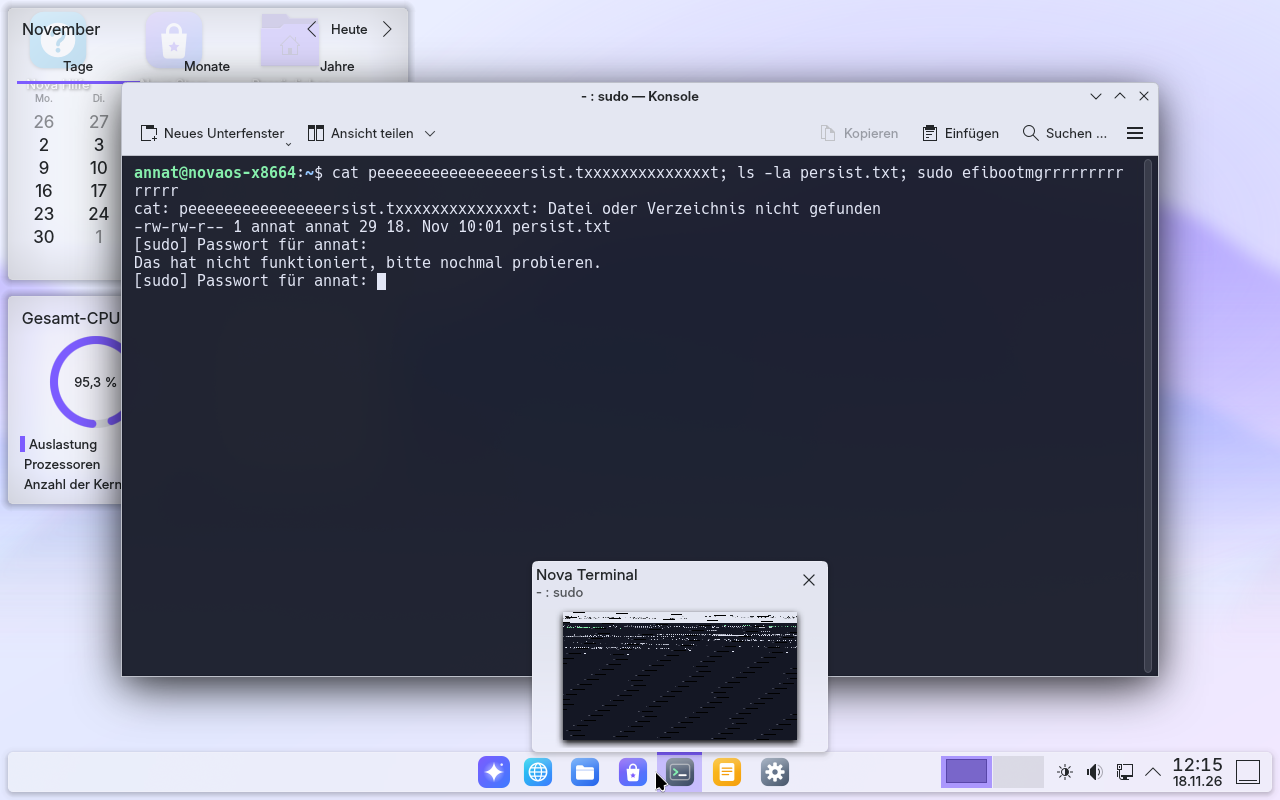 November
Heute
Tage
Monate
Jahre
Nova Hilfe
Mo.
Di.
26
27
2
3
9
10
16
17
23
24
30
1
Gesamt-CPU
95,3 %
Auslastung
Prozessoren
Anzahl der Kern
- : sudo — Konsole
Neues Unterfenster
Ansicht teilen
Kopieren
Einfügen
Suchen ...
annat@novaos-x8664:~$ cat peeeeeeeeeeeeeeeersist.txxxxxxxxxxxxxxt; ls -la persist.txt; sudo efibootmgrrrrrrrrr
rrrrr
cat: peeeeeeeeeeeeeeeersist.txxxxxxxxxxxxxxt: Datei oder Verzeichnis nicht gefunden
-rw-rw-r-- 1 annat annat 29 18. Nov 10:01 persist.txt
[sudo] Passwort für annat:
Das hat nicht funktioniert, bitte nochmal probieren.
[sudo] Passwort für annat:
Nova Terminal
- : sudo
12:15
18.11.26